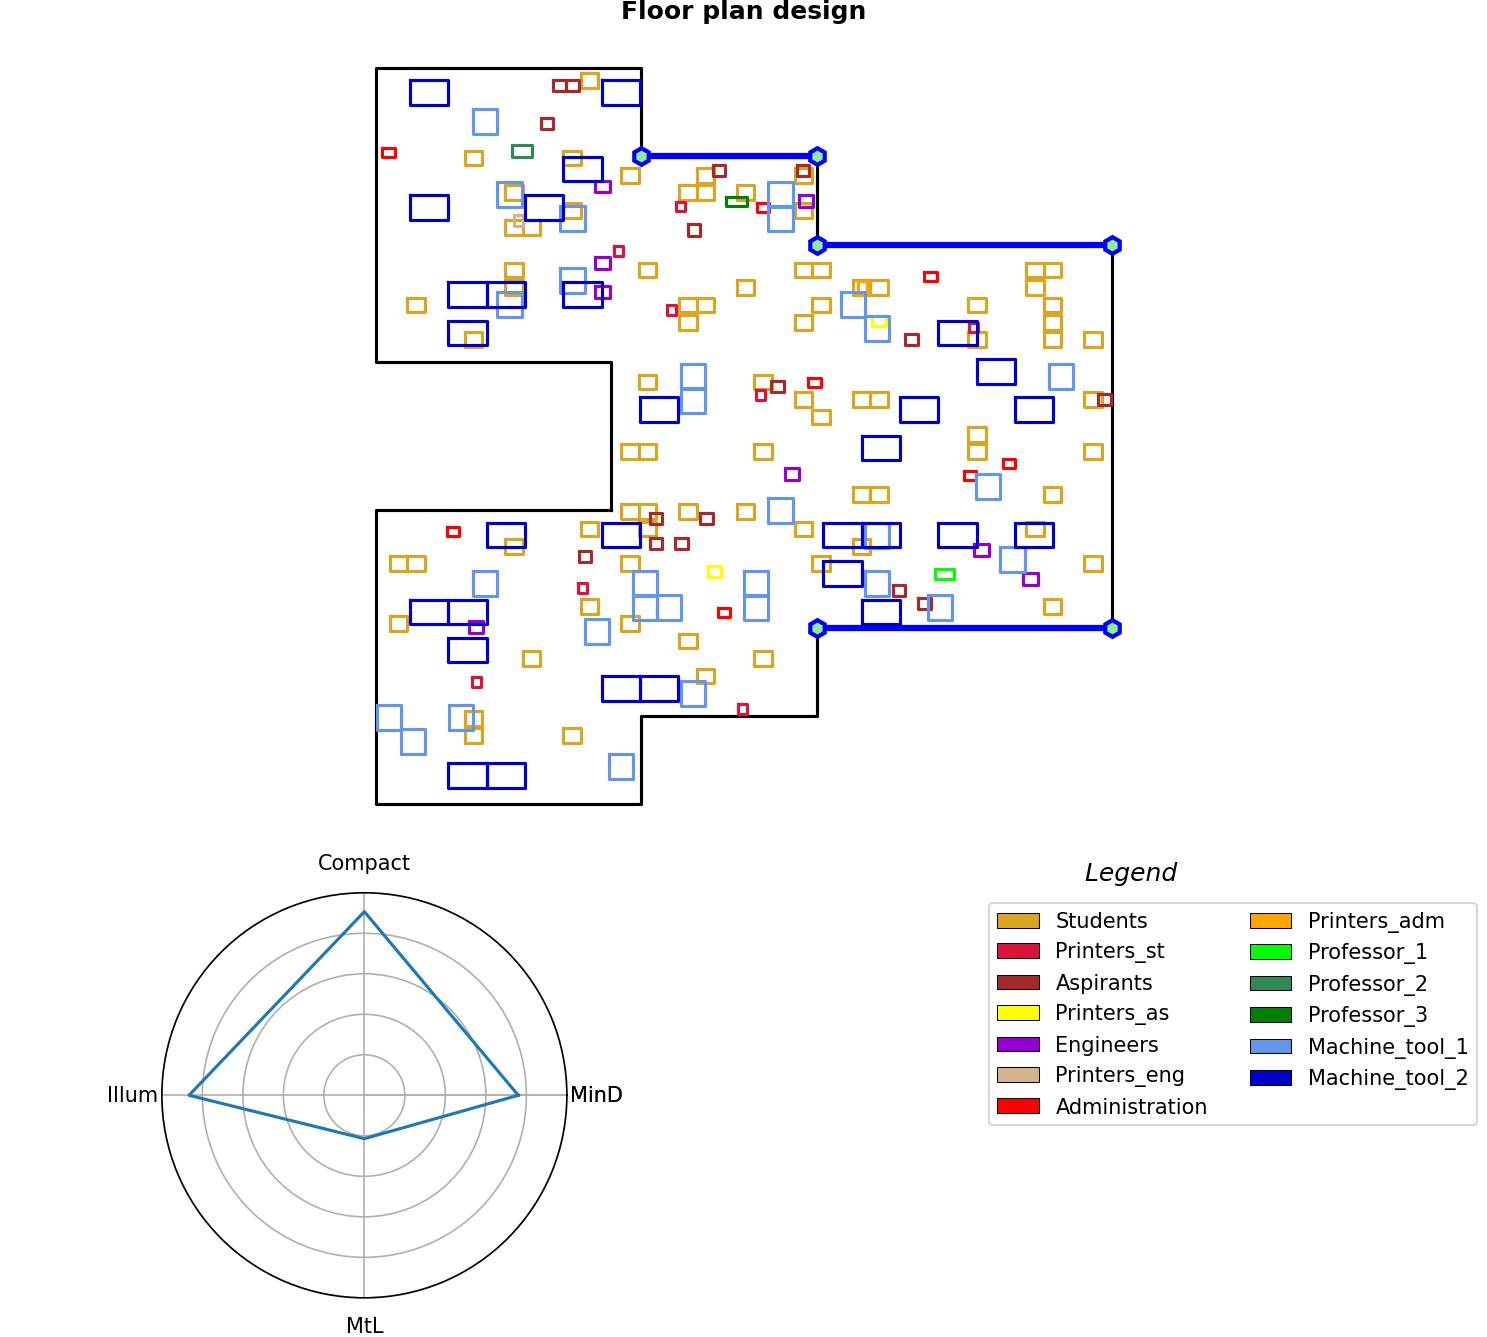 Floor plan design
Compact
Illum
MinD
MtL
Legend
Students
Printers_st
Aspirants
Printers_as
Engineers
Printers_eng
Administration
Printers_adm
Professor_1
Professor_2
Professor_3
Machine_tool_1
Machine_tool_2